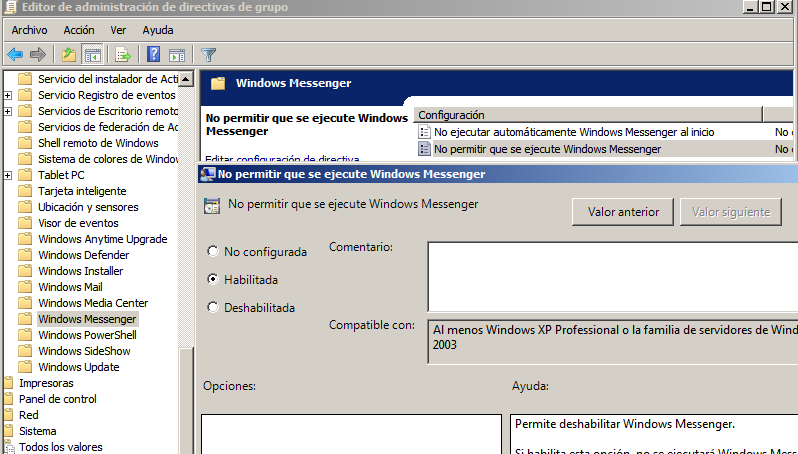 Editor de administración de directivas de grupo
Archivo Acción Ver Ayuda
Servicio del instalador de Acti
Servicio Registro de eventos
Servicios de Escritorio remoto
Servicios de federación de Ac
Shell remoto de Windows
Sistema de colores de Window
Tablet PC
Tarjeta inteligente
Ubicación y sensores
Visor de eventos
Windows Anytime Upgrade
Windows Defender
Windows Installer
Windows Mail
Windows Media Center
Windows Messenger
Windows PowerShell
Windows SideShow
Windows Update
Impresoras
Panel de control
Red
Sistema
Todos los valores
Windows Messenger
No permitir que se ejecute Windows
Messenger
Editar configuración de directiva
Configuración
No ejecutar automáticamente Windows Messenger al inicio No c
No permitir que se ejecute Windows Messenger No c
No permitir que se ejecute Windows Messenger
No permitir que se ejecute Windows Messenger
Valor anterior Valor siguiente
No configurada
Habilitada
Deshabilitada
Comentario:
Compatible con:
Al menos Windows XP Professional o la familia de servidores de Wind
2003
Opciones: Ayuda:
Permite deshabilitar Windows Messenger.
Si habilita esta opción, no se ejecutará Windows Mess